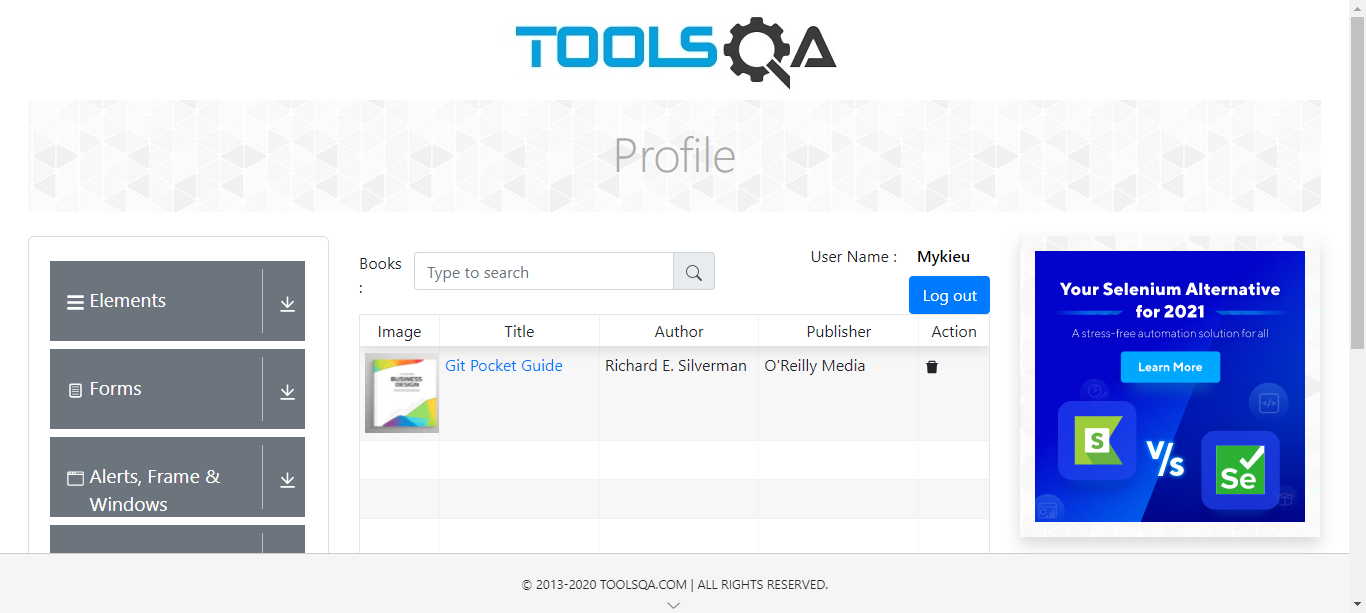 TOOLSQA
Profile
Elements
Forms
Alerts, Frame &
Windows
Books
:
Type to search
User Name :
Mykieu
Log out
Image
Title
Author
Publisher
Action
BUSINESS
DESIGN
Git Pocket Guide
Richard E. Silverman
O'Reilly Media
Your Selenium Alternative
for 2021
A stress-free automation solution for all
Learn More
S
V/s
Se
© 2013-2020 TOOLSQA.COM | ALL RIGHTS RESERVED.